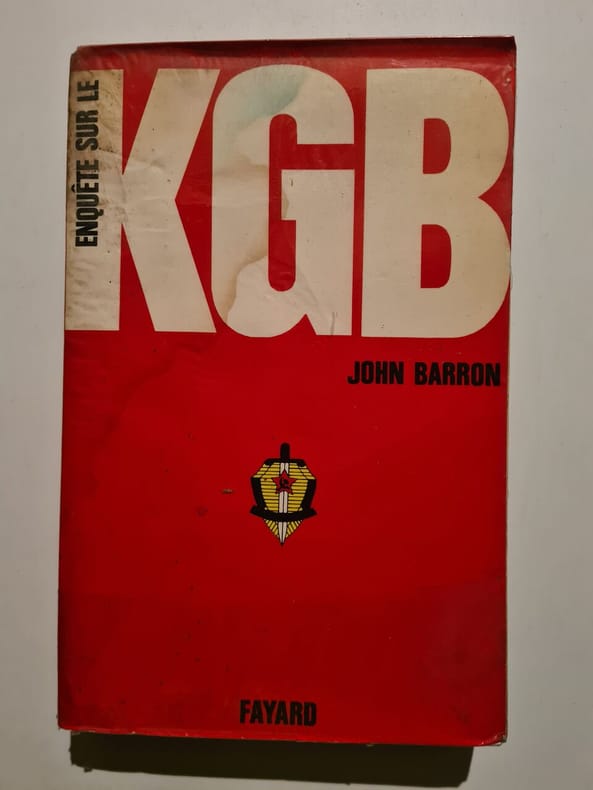 ENQUÊTE SUR LE
KGB
JOHN BARRON
FAYARD